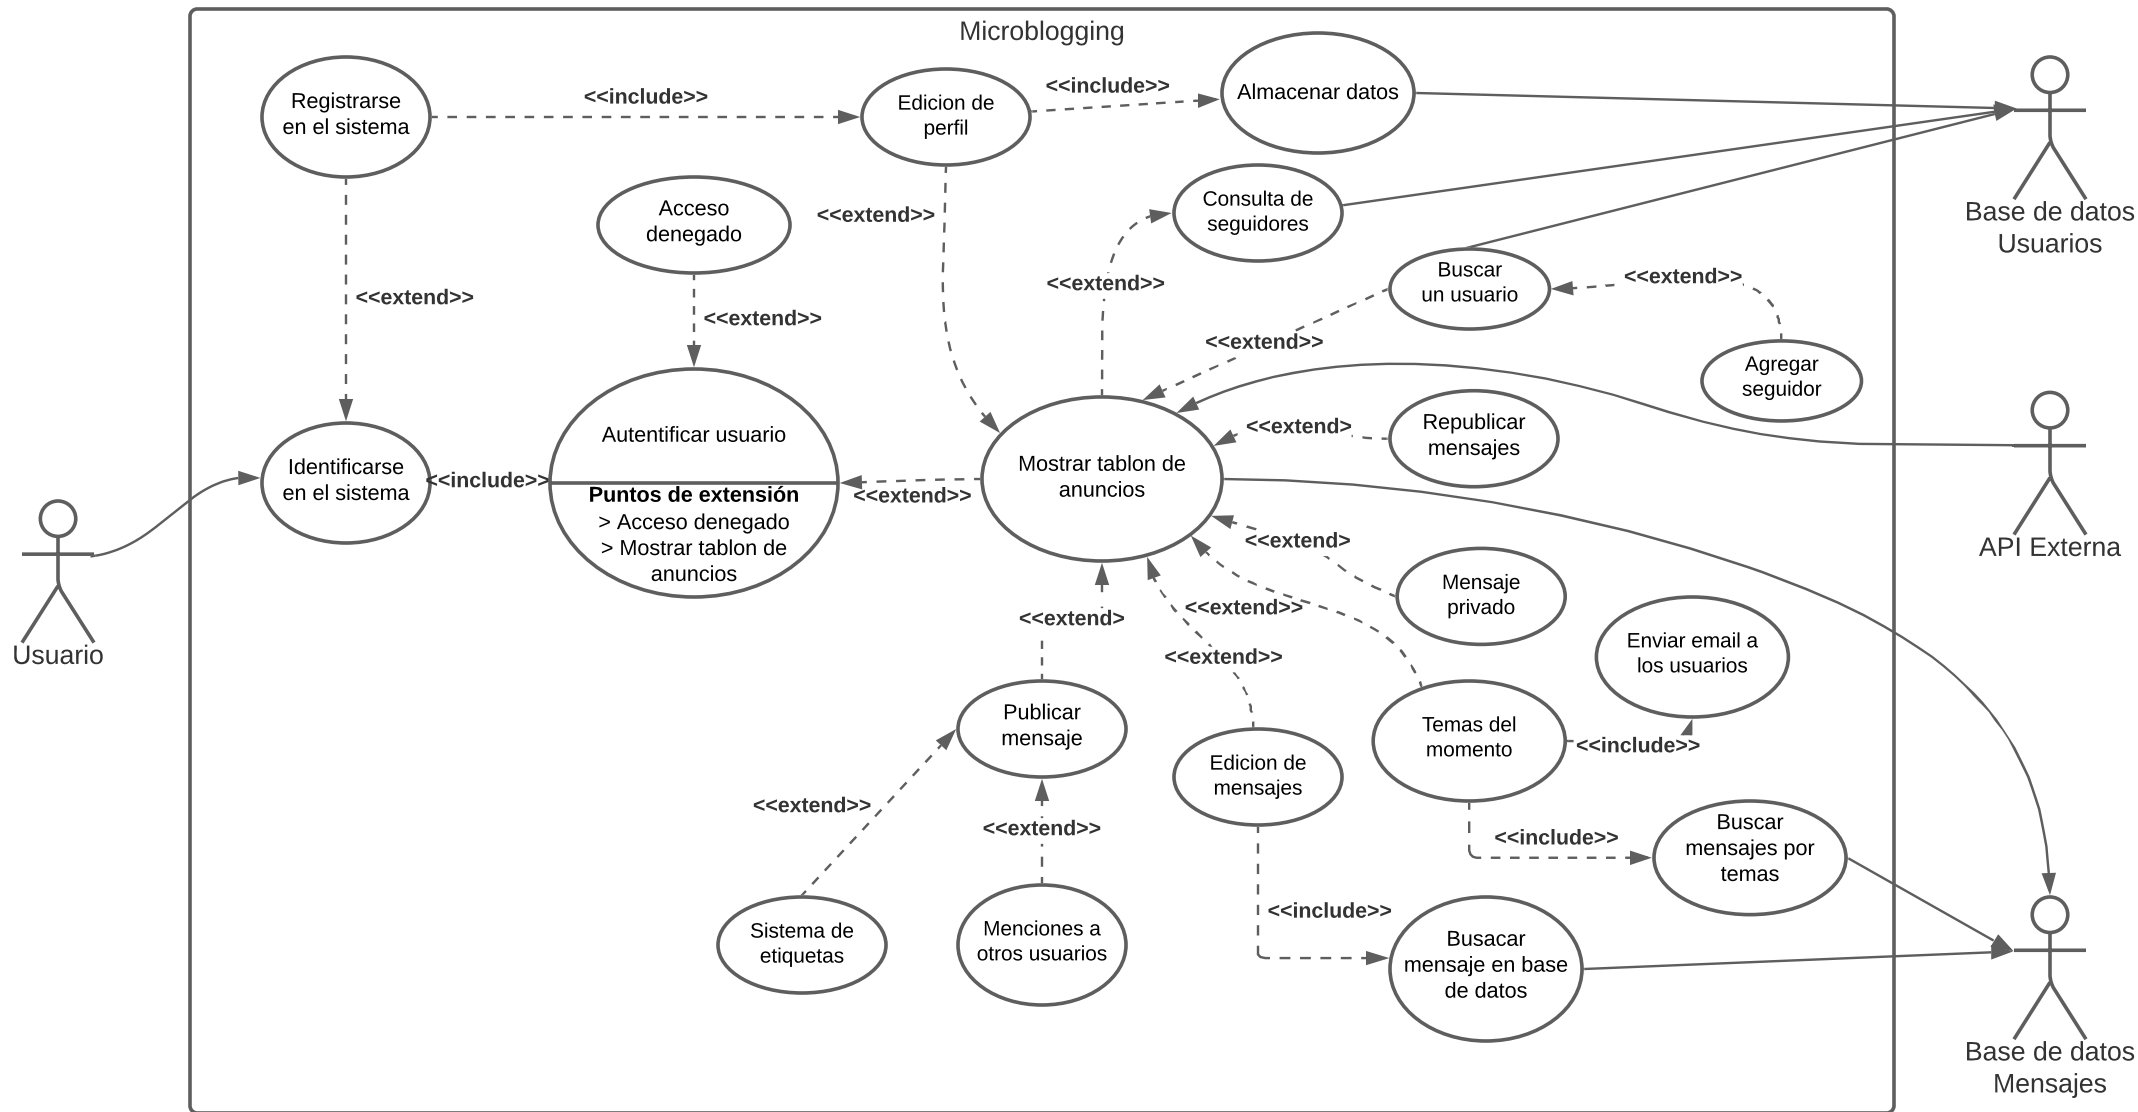 Microblogging
Registrarse
en el sistema
<<include>>
Edicion de
perfil
<<include>>
Almacenar datos
Base de datos
Usuarios
Acceso
denegado
<<extend>>
Consulta de
seguidores
<<extend>>
Buscar
un usuario
<<extend>>
<<extend>>
<<extend>>
<<extend>>
Agregar
seguidor
Autentificar usuario
Puntos de extensión
> Acceso denegado
> Mostrar tablon de
anuncios
Identificarse
en el sistema
<<include>>
<<extend>>
Mostrar tablon de
anuncios
<<extend>
Republicar
mensajes
API Externa
<<extend>
Mensaje
privado
Usuario
<<extend>
<<extend>>
<<extend>>
Enviar email a
los usuarios
Publicar
mensaje
Edicion de
mensajes
Temas del
momento
<<include>>
<<extend>>
<<extend>>
<<include>>
Buscar
mensajes por
temas
Sistema de
etiquetas
Menciones a
otros usuarios
<<include>>
Busacar
mensaje en base
de datos
Base de datos
Mensajes